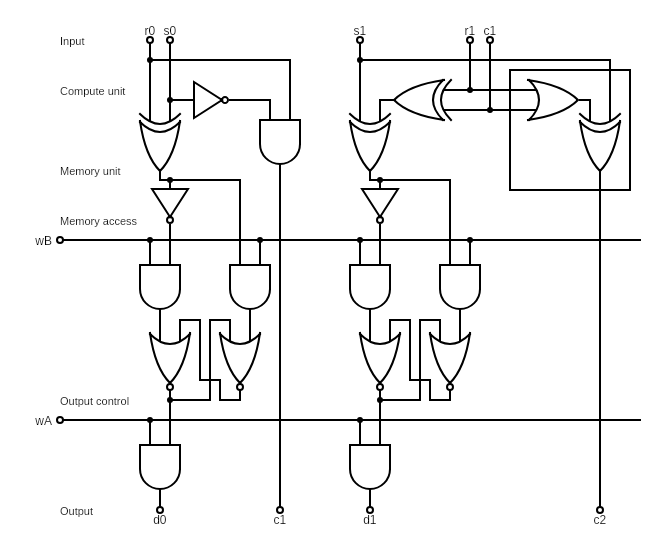 r0 s0 s1 r1 c1
Input
Compute unit
Memory unit
Memory access
wB
Output control
wA
Output
d0 c1 d1 c2